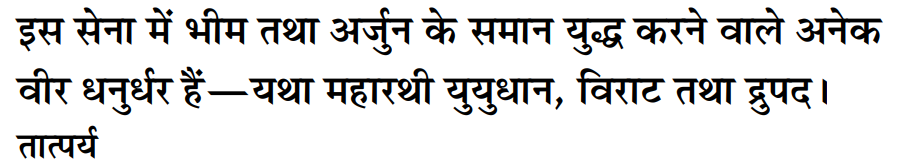 इस सेना में भीम तथा अर्जुन के समान युद्ध करने वाले अनेक
वीर धनुर्धर हैं—यथा महारथी युयुधान, विराट तथा द्रुपद।
तात्पर्य